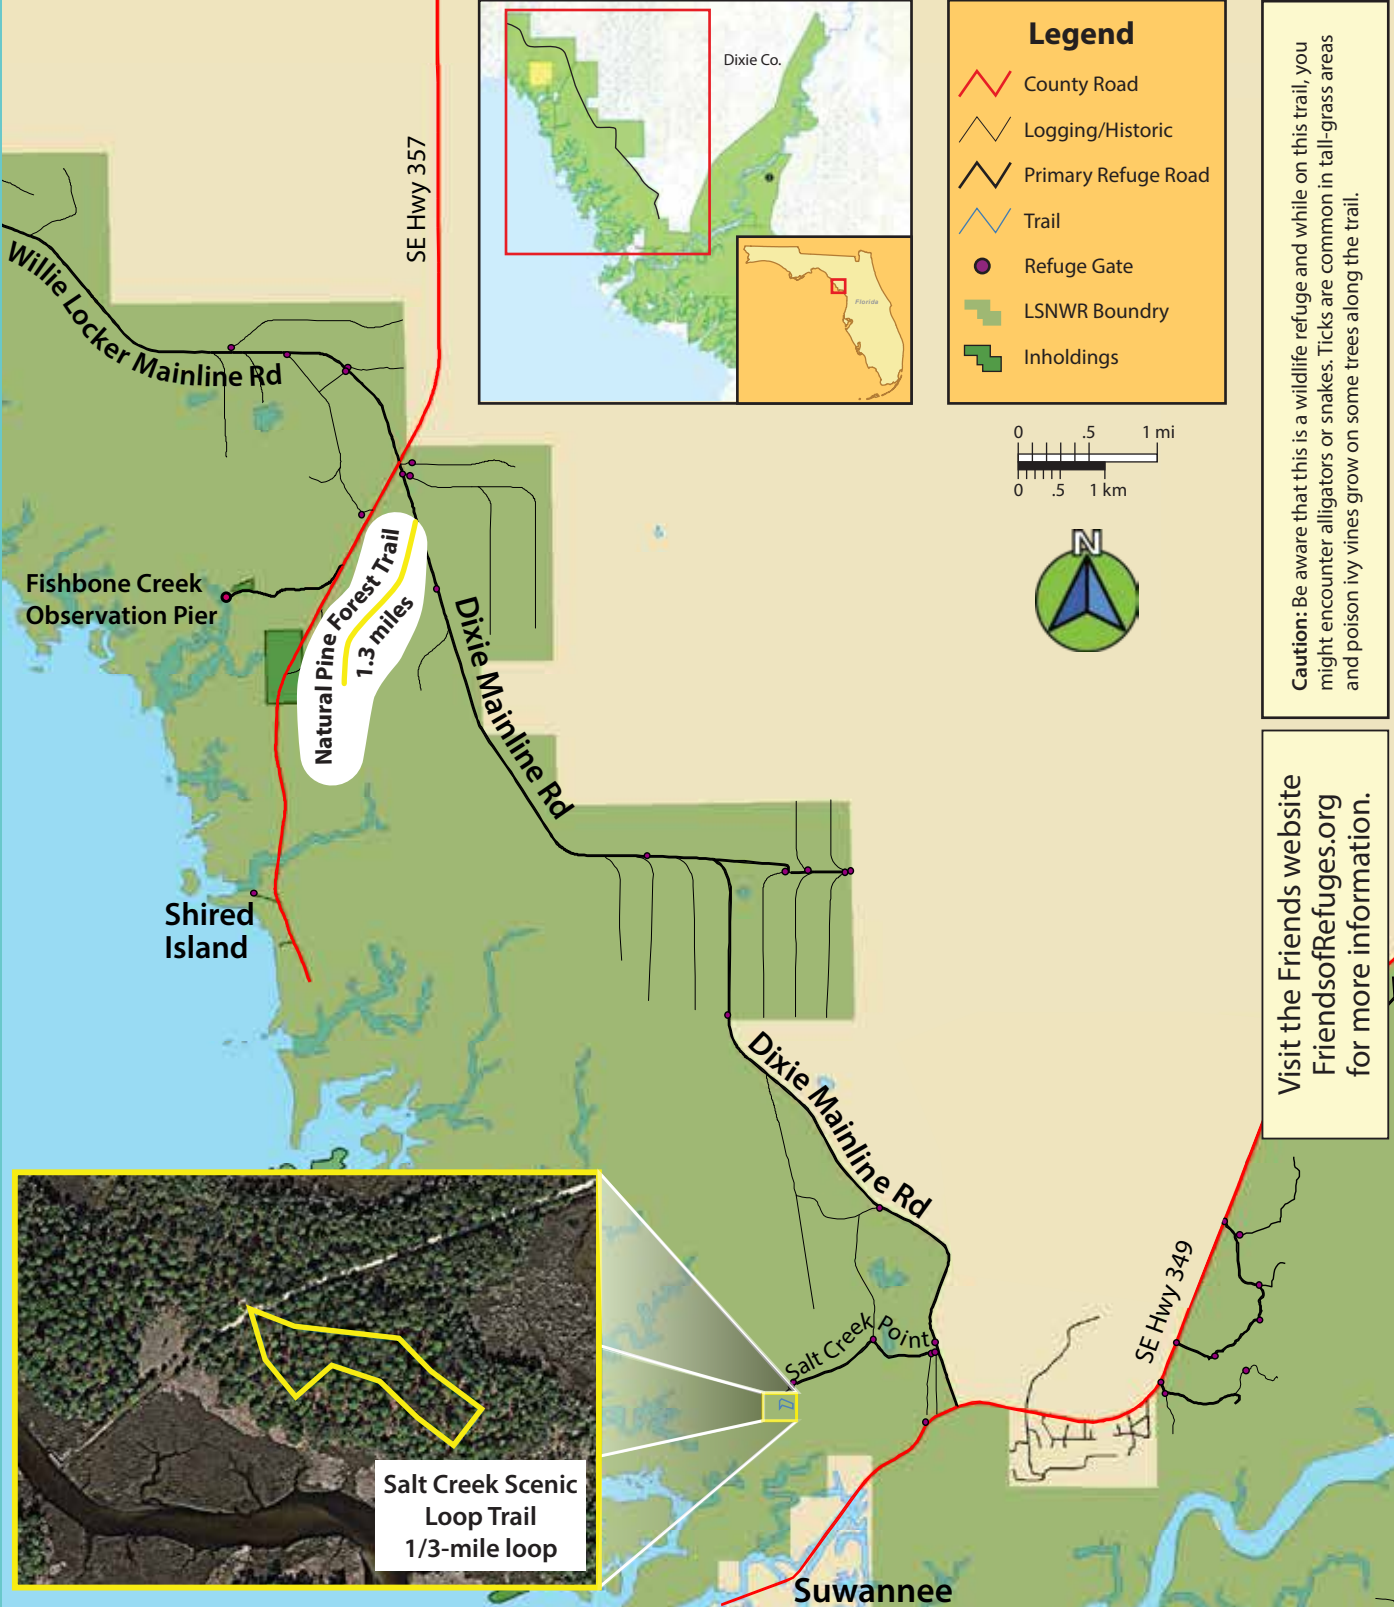 Dixie Co.
Florida
Legend
County Road
Logging/Historic
Primary Refuge Road
Trail
Refuge Gate
LSNWR Boundry
Inholdings
0 .5 1 mi
0 .5 1 km
N
Caution: Be aware that this is a wildlife refuge and while on this trail, you
might encounter alligators or snakes. Ticks are common in tall-grass areas
and poison ivy vines grow on some trees along the trail.
Visit the Friends website
FriendsofRefuges.org
for more information.
SE Hwy 357
Willie Locker Mainline Rd
Fishbone Creek
Observation Pier
Natural Pine Forest Trail
1.3 miles
Dixie Mainline Rd
Shired
Island
Dixie Mainline Rd
Salt Creek Point
SE Hwy 349
Salt Creek Scenic
Loop Trail
1/3-mile loop
Suwannee